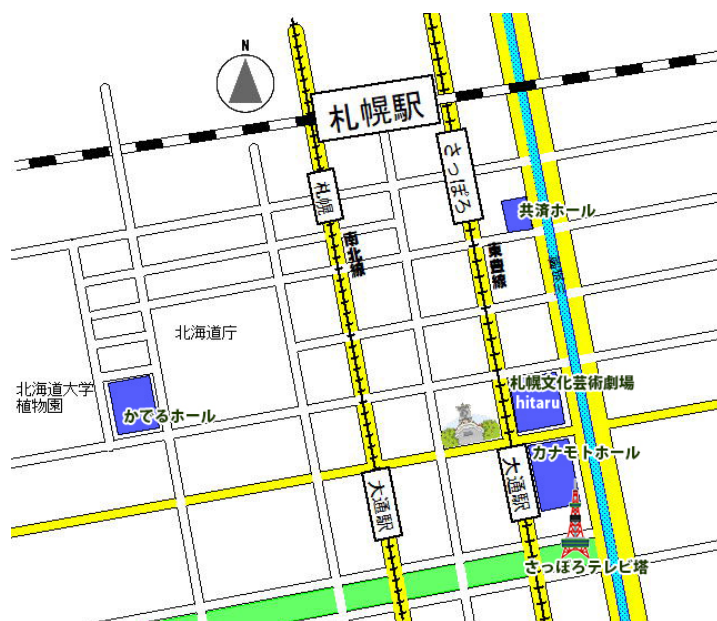 N
札幌駅
さっぽろ
札幌
共済ホール
南北線
東豊線
北海道庁
北海道大学
植物園
かでるホール
札幌文化芸術劇場
hitaru
カナモトホール
大通駅
大通駅
さっぽろテレビ塔